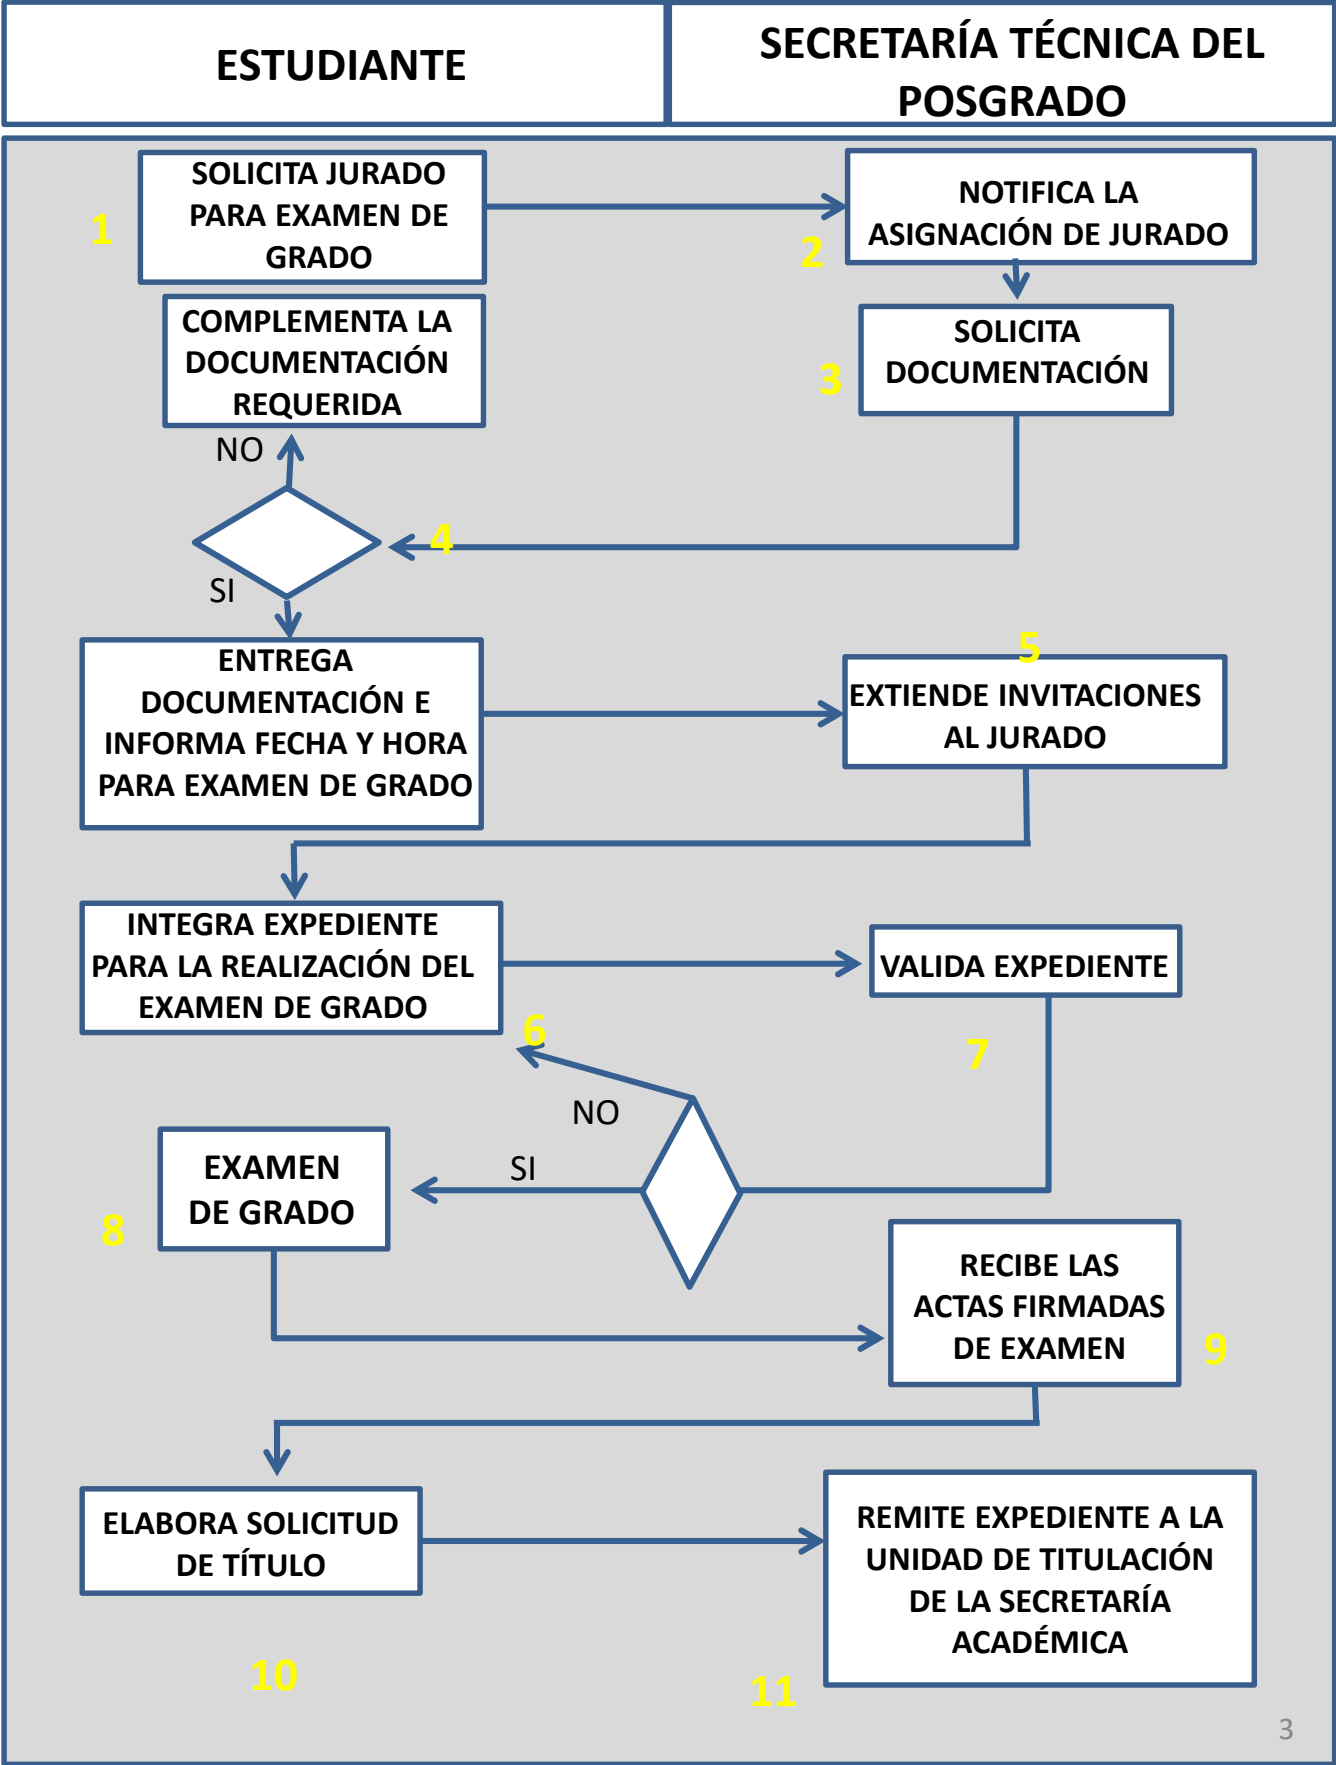 ESTUDIANTE
SECRETARÍA TÉCNICA DEL
POSGRADO
SOLICITA JURADO
PARA EXAMEN DE
GRADO
1
NOTIFICA LA
ASIGNACIÓN DE JURADO
2
COMPLEMENTA LA
DOCUMENTACIÓN
REQUERIDA
SOLICITA
DOCUMENTACIÓN
3
NO
4
SI
ENTREGA
DOCUMENTACIÓN E
INFORMA FECHA Y HORA
PARA EXAMEN DE GRADO
5
EXTIENDE INVITACIONES
AL JURADO
INTEGRA EXPEDIENTE
PARA LA REALIZACIÓN DEL
EXAMEN DE GRADO
6
VALIDA EXPEDIENTE
7
NO
SI
EXAMEN
DE GRADO
8
RECIBE LAS
ACTAS FIRMADAS
DE EXAMEN
9
ELABORA SOLICITUD
DE TÍTULO
10
REMITE EXPEDIENTE A LA
UNIDAD DE TITULACIÓN
DE LA SECRETARÍA
ACADÉMICA
11
3